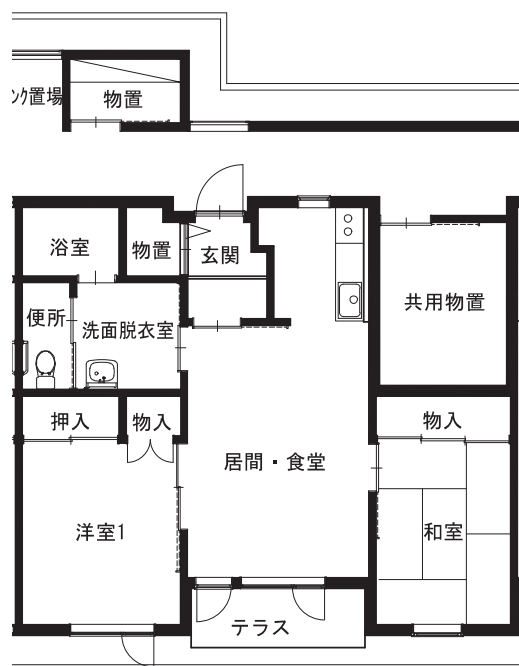 ンク置場
物置
浴室
物置
玄関
便所
洗面脱衣室
共用物置
押入
物入
物入
居間・食堂
洋室1
和室
テラス